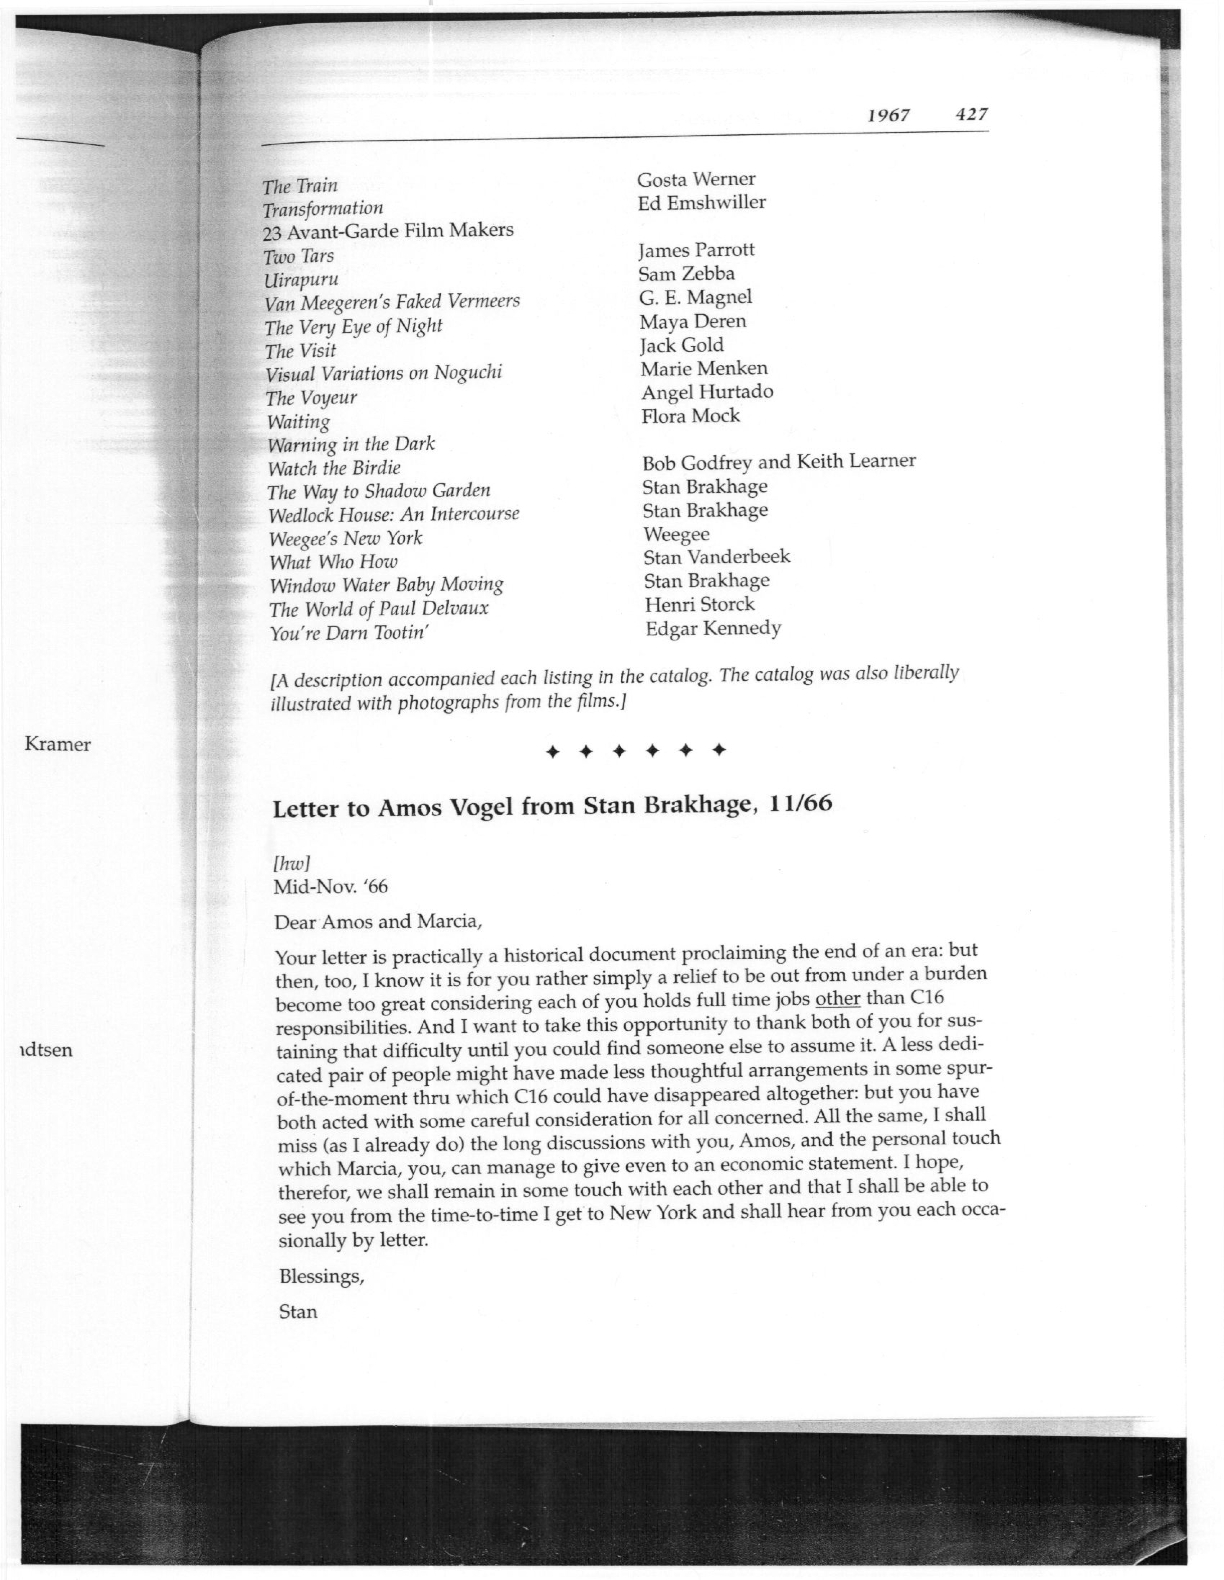 1967 427
The Train Gosta Werner
Transformation Ed Emshwiller
23 Avant-Garde Film Makers
Two Tars James Parrott
Uirapuru Sam Zebba
Van Meegeren's Faked Vermeers G. E. Magnel
The Very Eye of Night Maya Deren
The Visit Jack Gold
Visual Variations on Noguchi Marie Menken
The Voyeur Angel Hurtado
Waiting Flora Mock
Warning in the Dark
Watch the Birdie Bob Godfrey and Keith Learner
The Way to Shadow Garden Stan Brakhage
Wedlock House: An Intercourse Stan Brakhage
Weegee's New York Weegee
What Who How Stan Vanderbeek
Window Water Baby Moving Stan Brakhage
The World of Paul Delvaux Henri Storck
You're Darn Tootin' Edgar Kennedy
[A description accompanied each listing in the catalog. The catalog was also liberally
illustrated with photographs from the films.]
Kramer
Letter to Amos Vogel from Stan Brakhage, 11/66
[hw]
Mid-Nov. '66
Dear Amos and Marcia,
Your letter is practically a historical document proclaiming the end of an era: but
then, too, I know it is for you rather simply a relief to be out from under a burden
become too great considering each of you holds full time jobs other than C16
responsibilities. And I want to take this opportunity to thank both of you for sus-
taining that difficulty until you could find someone else to assume it. A less dedi-
cated pair of people might have made less thoughtful arrangements in some spur-
of-the-moment thru which C16 could have disappeared altogether: but you have
both acted with some careful consideration for all concerned. All the same, I shall
miss (as I already do) the long discussions with you, Amos, and the personal touch
which Marcia, you, can manage to give even to an economic statement. I hope,
therefor, we shall remain in some touch with each other and that I shall be able to
see you from the time-to-time I get to New York and shall hear from you each occa-
sionally by letter.
Blessings,
Stan